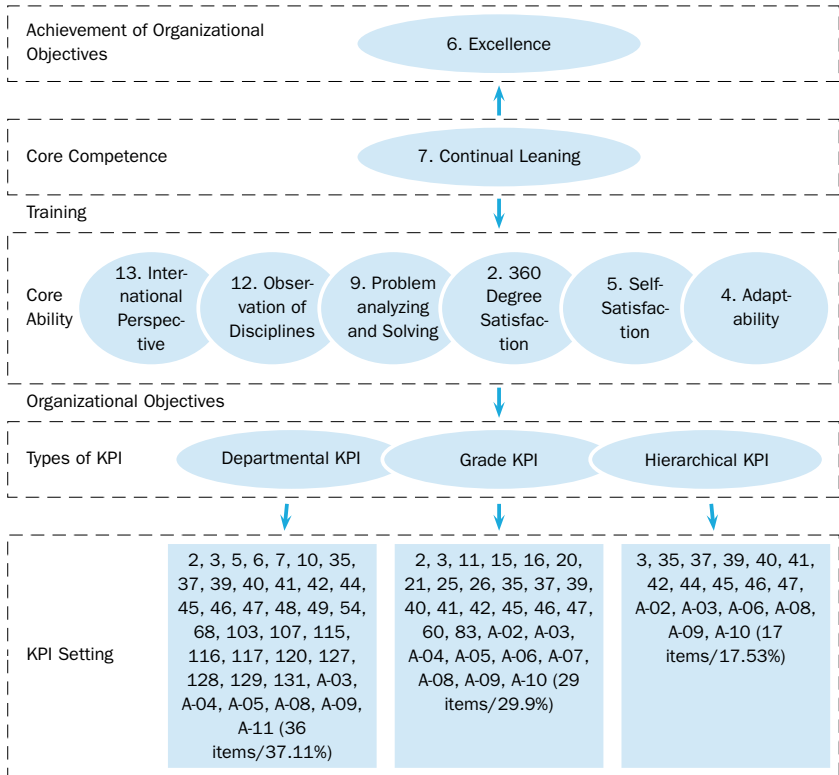 Achievement of Organizational
Objectives
6. Excellence
Core Competence
7. Continual Leaning
Training
Core
Ability
13. Inter-
national
Perspec-
tive
12. Obser-
vation of
Disciplines
9. Problem
analyzing
and Solving
2. 360
Degree
Satisfac-
tion
5. Self-
Satisfac-
tion
4. Adapt-
ability
Organizational Objectives
Types of KPI
Departmental KPI
Grade KPI
Hierarchical KPI
KPI Setting
2, 3, 5, 6, 7, 10, 35,
37, 39, 40, 41, 42, 44,
45, 46, 47, 48, 49, 54,
68, 103, 107, 115,
116, 117, 120, 127,
128, 129, 131, A-03,
A-04, A-05, A-08, A-09,
A-11 (36
items/37.11%)
2, 3, 11, 15, 16, 20,
21, 25, 26, 35, 37, 39,
40, 41, 42, 45, 46, 47,
60, 83, A-02, A-03,
A-04, A-05, A-06, A-07,
A-08, A-09, A-10 (29
items/29.9%)
3, 35, 37, 39, 40, 41,
42, 44, 45, 46, 47,
A-02, A-03, A-06, A-08,
A-09, A-10 (17
items/17.53%)